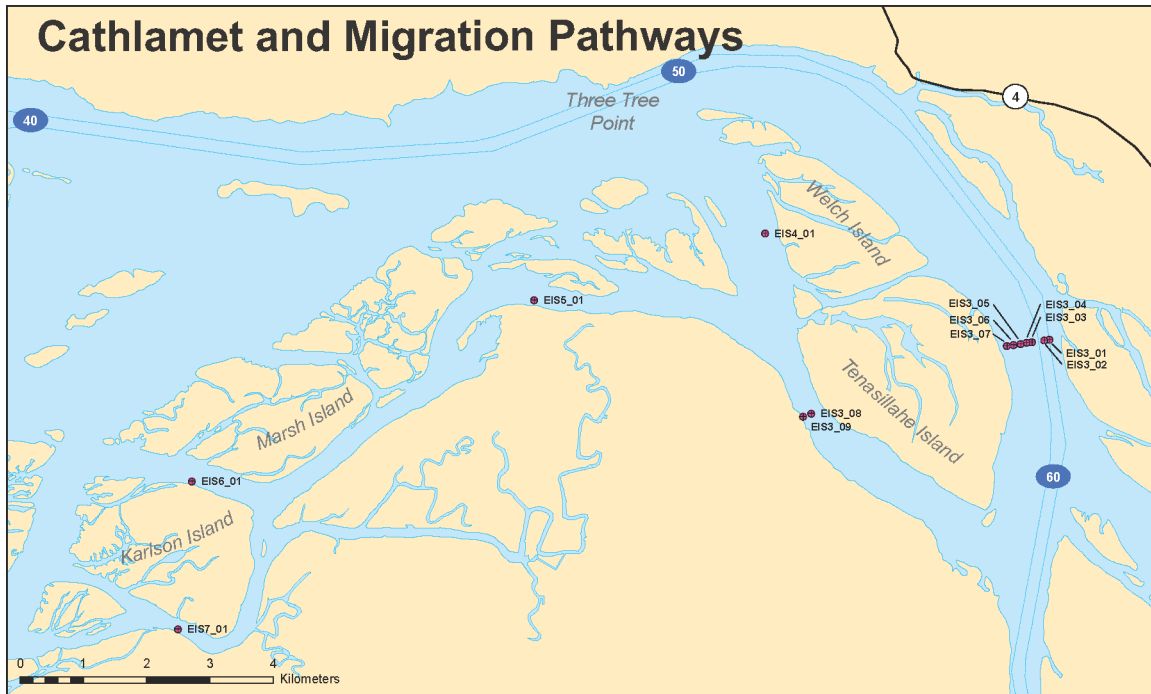 Cathlamet and Migration Pathways
50
Three Tree
Point
4
40
Welch Island
EIS4_01
EIS5_01
EIS3_05
EIS3_04
EIS3_06
EIS3_03
EIS3_07
EIS3_01
EIS3_02
Tenasillahe Island
Marsh Island
EIS3_08
EIS3_09
60
EIS6_01
Karlson Island
EIS7_01
0 1 2 3 4
Kilometers